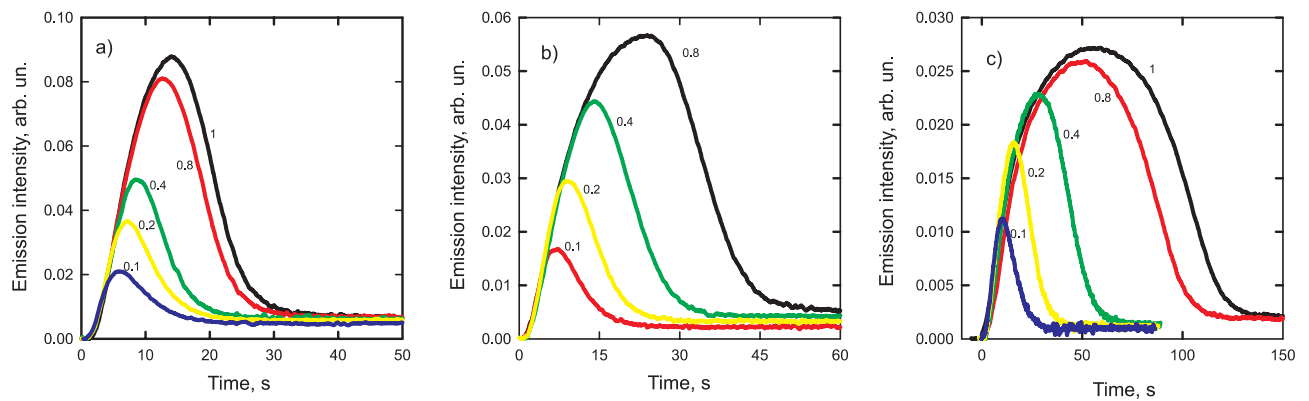 a)
Emission intensity, arb. un.
0.10
0.08
0.06
0.04
0.02
0.00
1
0.8
0.4
0.2
0.1
0 10 20 30 40 50
Time, s
b)
Emission intensity, arb. un.
0.06
0.05
0.04
0.03
0.02
0.01
0.00
0.8
0.4
0.2
0.1
0 15 30 45 60
Time, s
c)
Emission intensity, arb. un.
0.030
0.025
0.020
0.015
0.010
0.005
0.000
1
0.8
0.4
0.2
0.1
0 50 100 150
Time, s